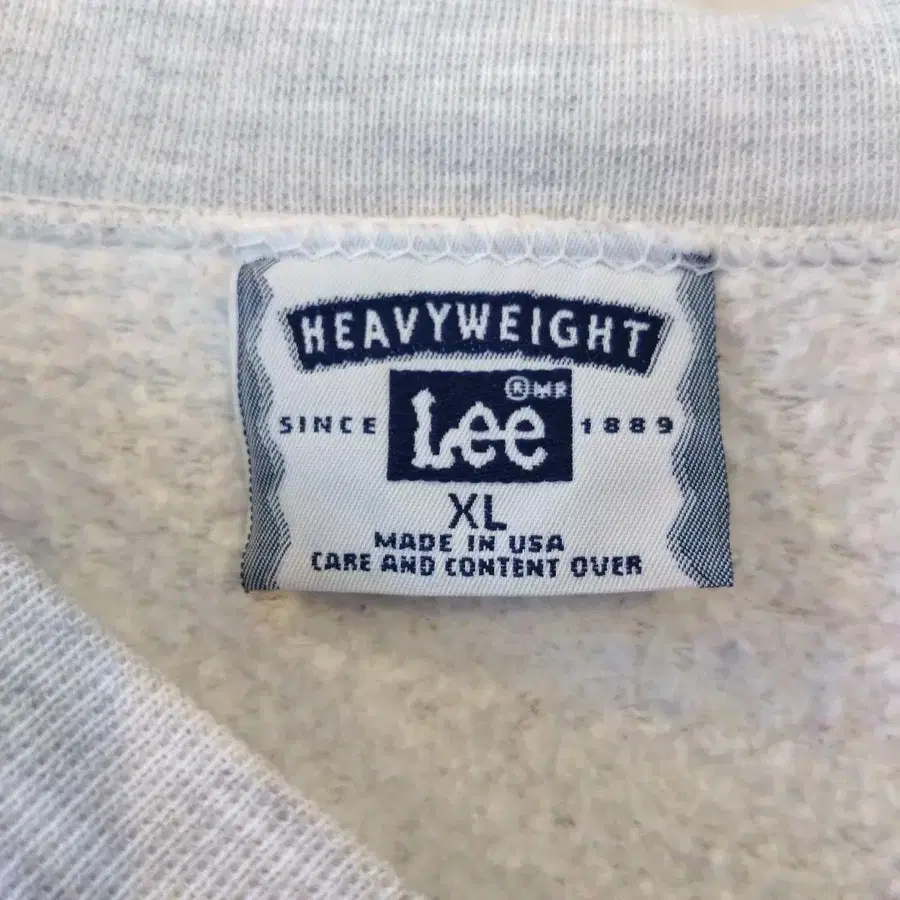 HEAVYWEIGHT
®MR
SINCE Lee 1889
XL
MADE IN USA
CARE AND CONTENT OVER